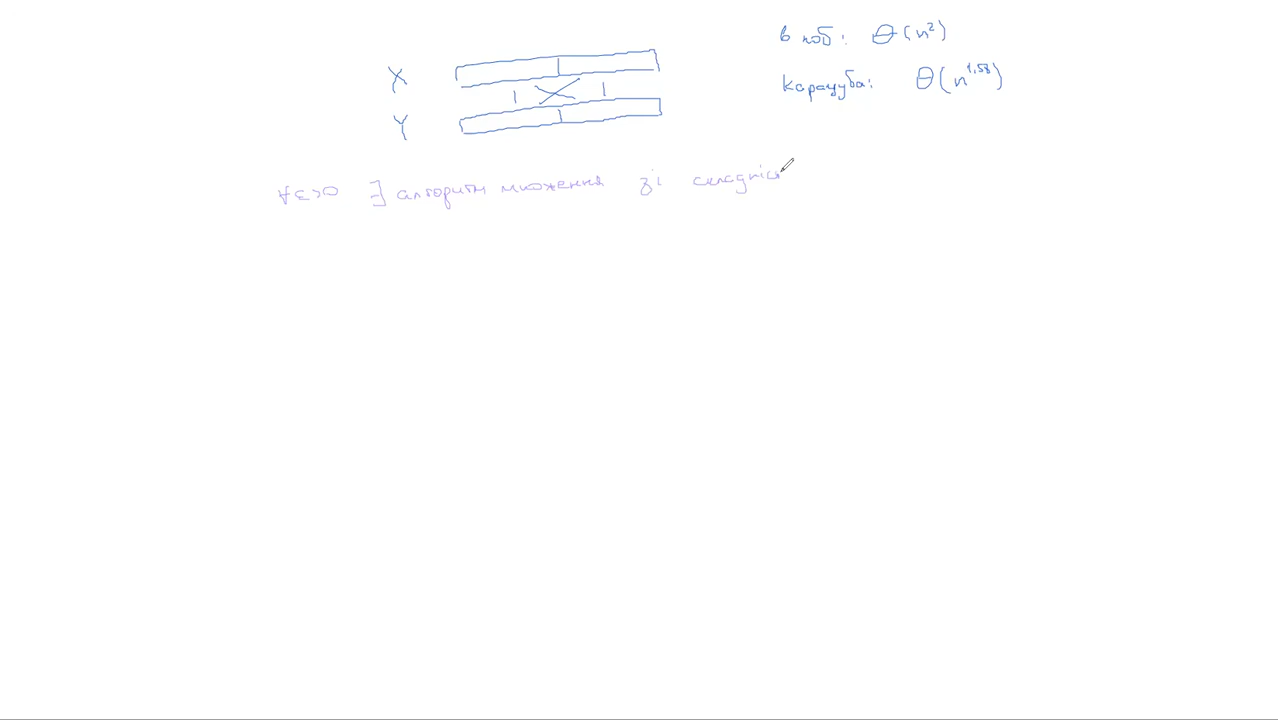 в лоб: Θ(n²)
X
Карацуба: Θ(n^1,58)
Y
∀ε>0 ∃ алгоритм множення зі складніс